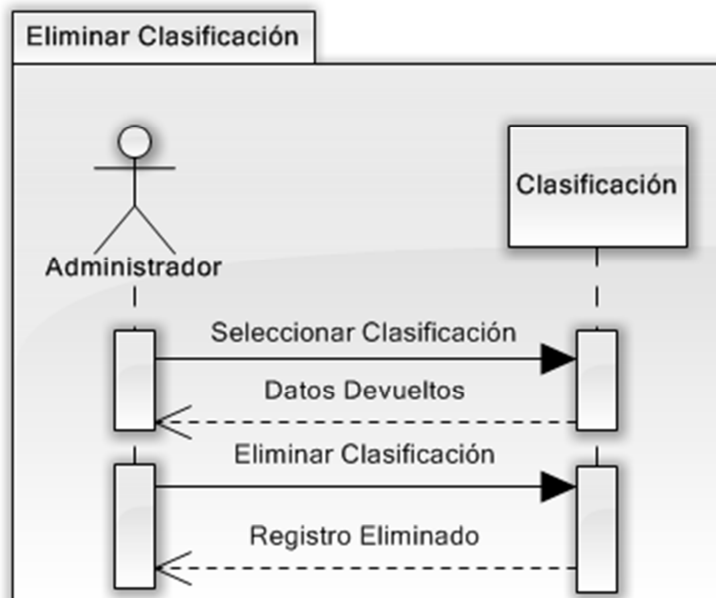 Eliminar Clasificación
Clasificación
Administrador
Seleccionar Clasificación
Datos Devueltos
Eliminar Clasificación
Registro Eliminado